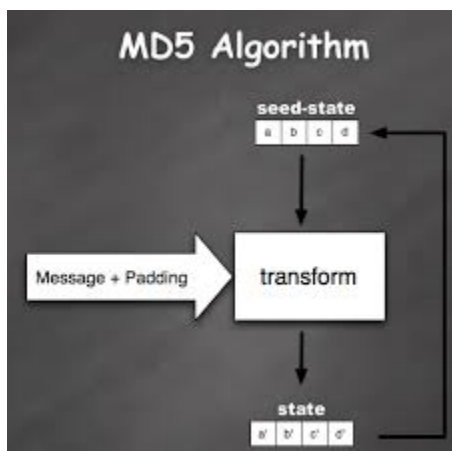 MD5 Algorithm
seed-state
a b c d
Message + Padding
transform
state
a' b' c' d'